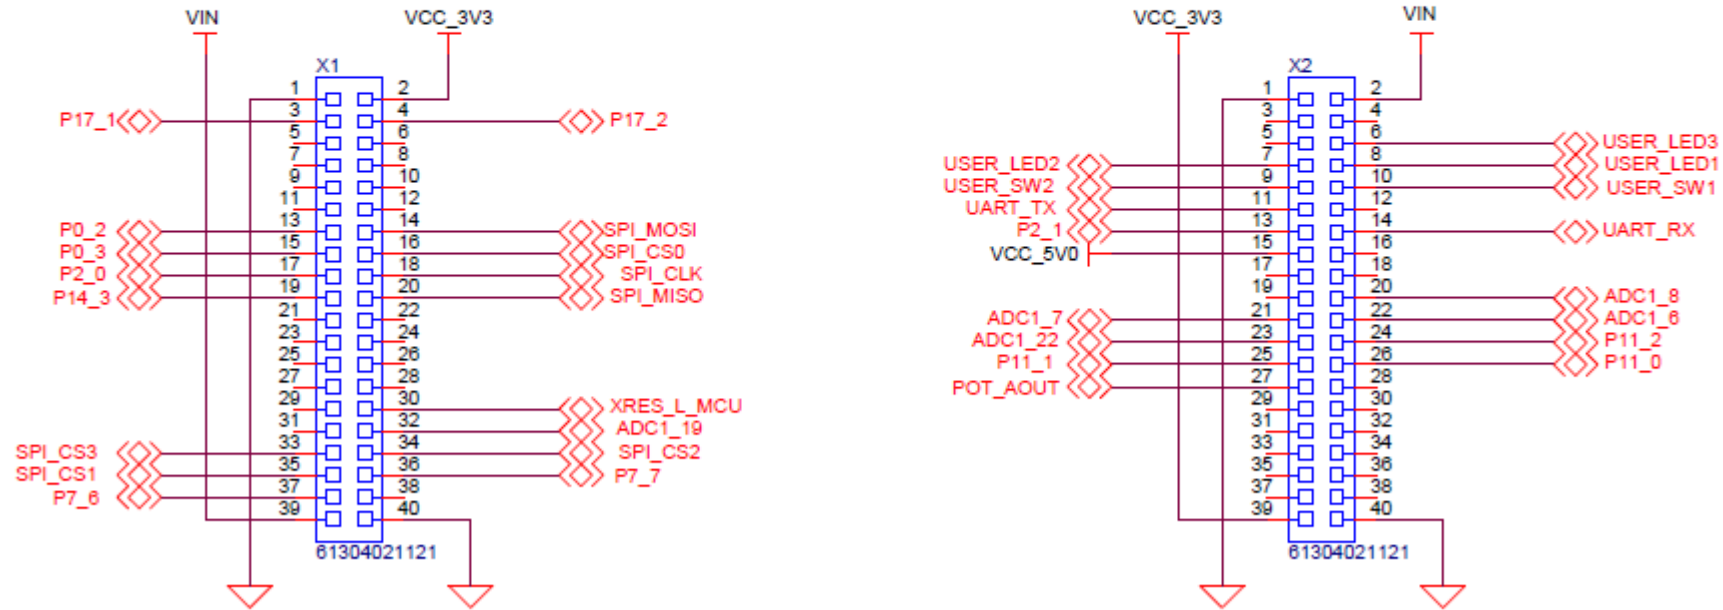 VIN VCC_3V3 VCC_3V3 VIN
X1 X2
1 2 1 2
P17_1 3 4 P17_2 3 4
5 6 5 6 USER_LED3
7 8 USER_LED2 7 8 USER_LED1
9 10 USER_SW2 9 10 USER_SW1
11 12 UART_TX 11 12
P0_2 13 14 SPI_MOSI P2_1 13 14 UART_RX
P0_3 15 16 SPI_CS0 VCC_5V0 15 16
P2_0 17 18 SPI_CLK 17 18
P14_3 19 20 SPI_MISO 19 20 ADC1_8
21 22 ADC1_7 21 22 ADC1_6
23 24 ADC1_22 23 24 P11_2
25 26 P11_1 25 26 P11_0
27 28 POT_AOUT 27 28
29 30 XRES_L_MCU 29 30
31 32 ADC1_19 31 32
SPI_CS3 33 34 SPI_CS2 33 34
SPI_CS1 35 36 P7_7 35 36
P7_6 37 38 37 38
39 40 39 40
61304021121 61304021121